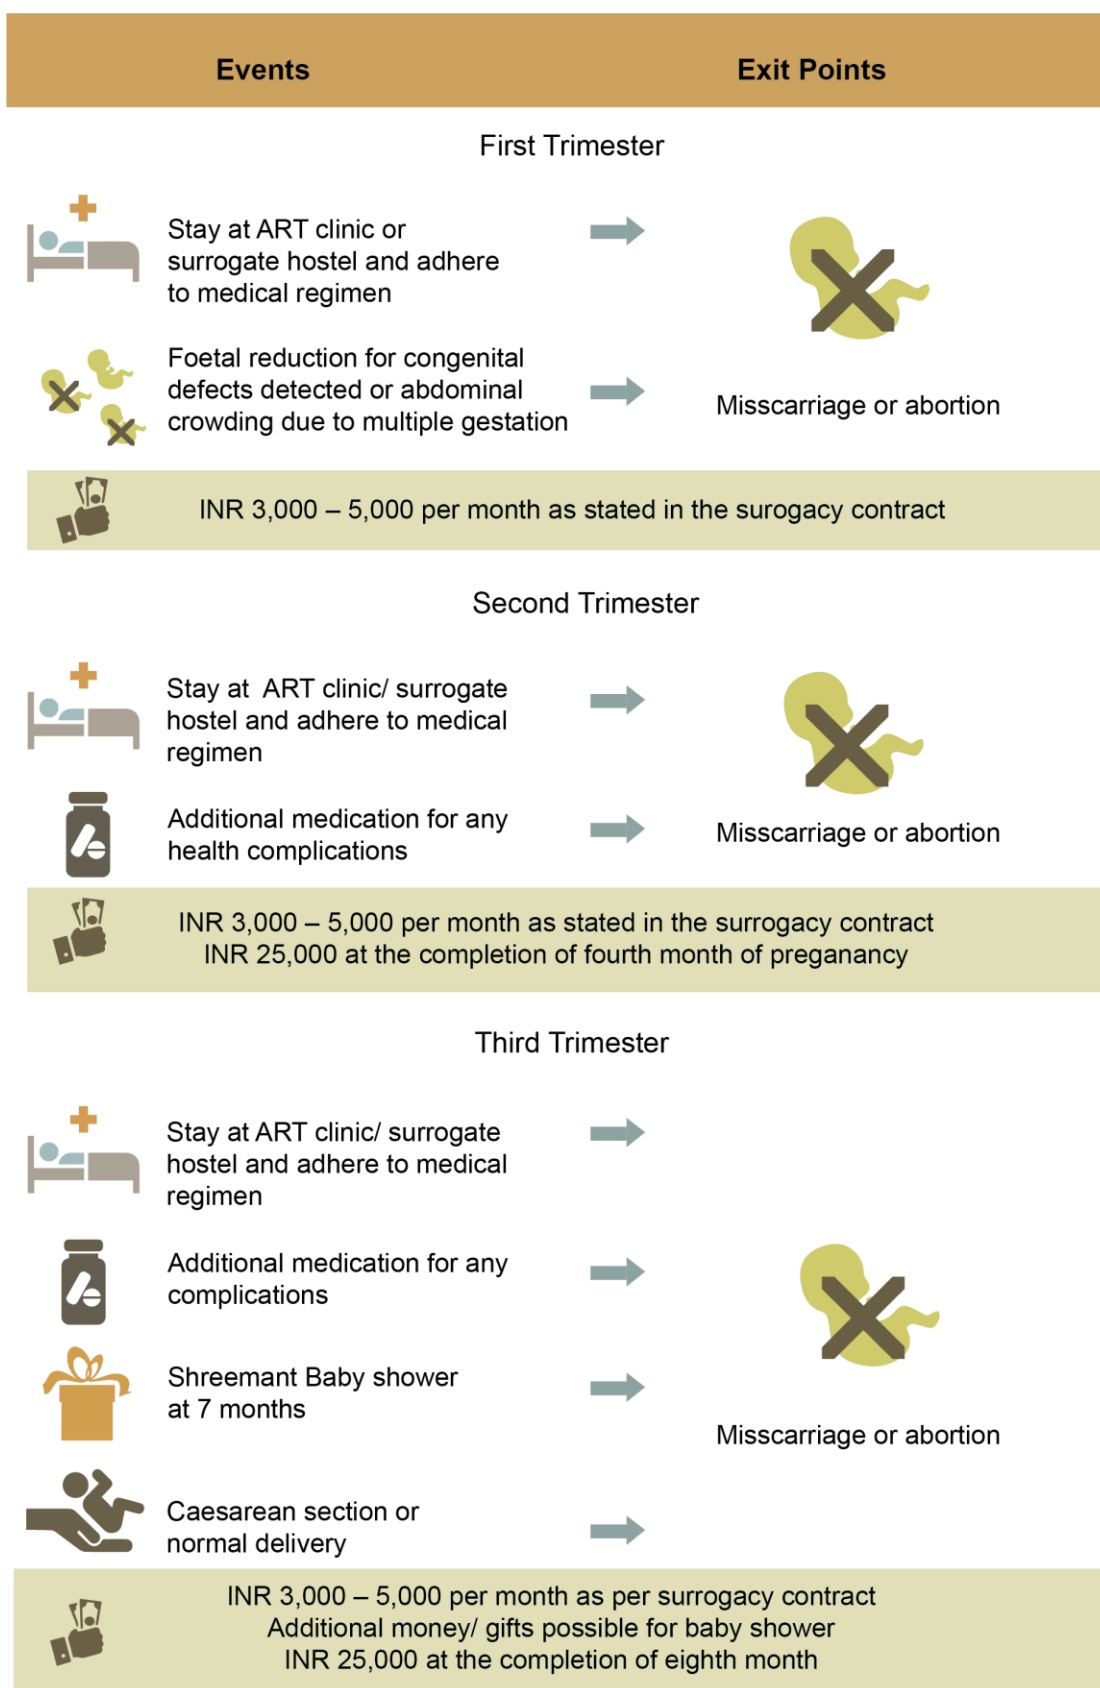 Events
Exit Points
First Trimester
Stay at ART clinic or
surrogate hostel and adhere
to medical regimen
Foetal reduction for congenital
defects detected or abdominal
crowding due to multiple gestation
Misscarriage or abortion
INR 3,000 – 5,000 per month as stated in the surogacy contract
Second Trimester
Stay at ART clinic/ surrogate
hostel and adhere to medical
regimen
Additional medication for any
health complications
Misscarriage or abortion
INR 3,000 – 5,000 per month as stated in the surrogacy contract
INR 25,000 at the completion of fourth month of preganancy
Third Trimester
Stay at ART clinic/ surrogate
hostel and adhere to medical
regimen
Additional medication for any
complications
Shreemant Baby shower
at 7 months
Misscarriage or abortion
Caesarean section or
normal delivery
INR 3,000 – 5,000 per month as per surrogacy contract
Additional money/ gifts possible for baby shower
INR 25,000 at the completion of eighth month